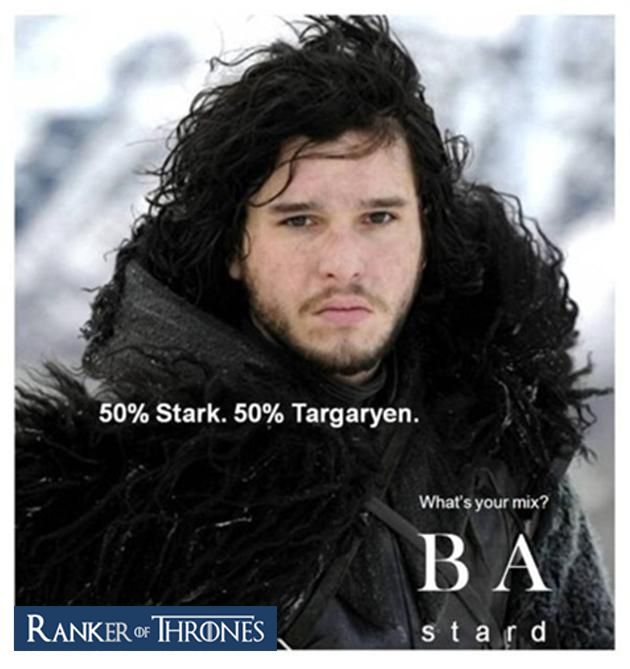 50% Stark. 50% Targaryen.
What's your mix?
BA
stard
RANKER OF THRONES